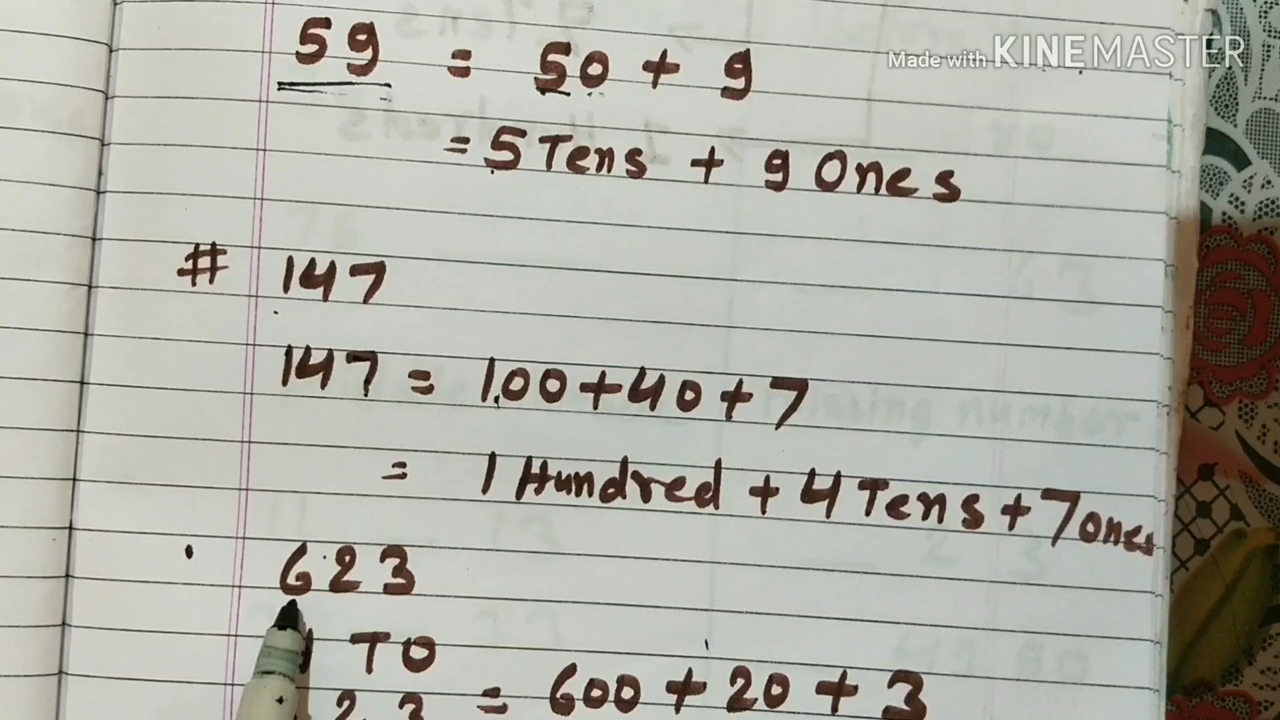 Made with KINEMASTER
59 = 50 + 9
= 5 Tens + 9 Ones
# 147
147 = 100 + 40 + 7
= 1 Hundred + 4 Tens + 7 ones
623
TO
23 = 600 + 20 + 3